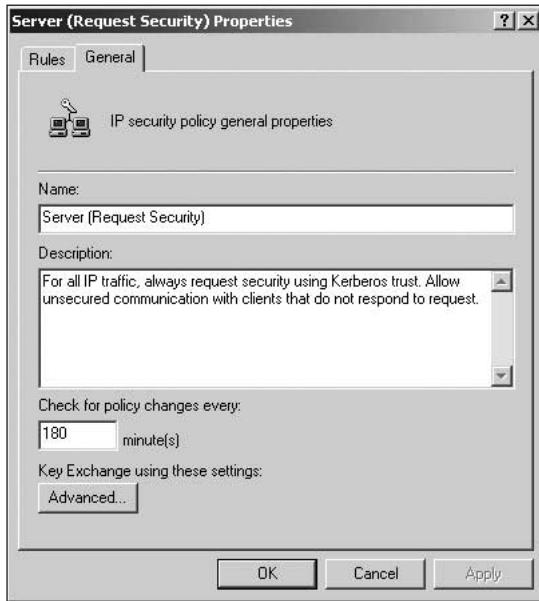 Server (Request Security) Properties
Rules
General
IP security policy general properties
Name:
Server (Request Security)
Description:
For all IP traffic, always request security using Kerberos trust. Allow
unsecured communication with clients that do not respond to request.
Check for policy changes every:
180 minute(s)
Key Exchange using these settings:
Advanced...
OK
Cancel
Apply